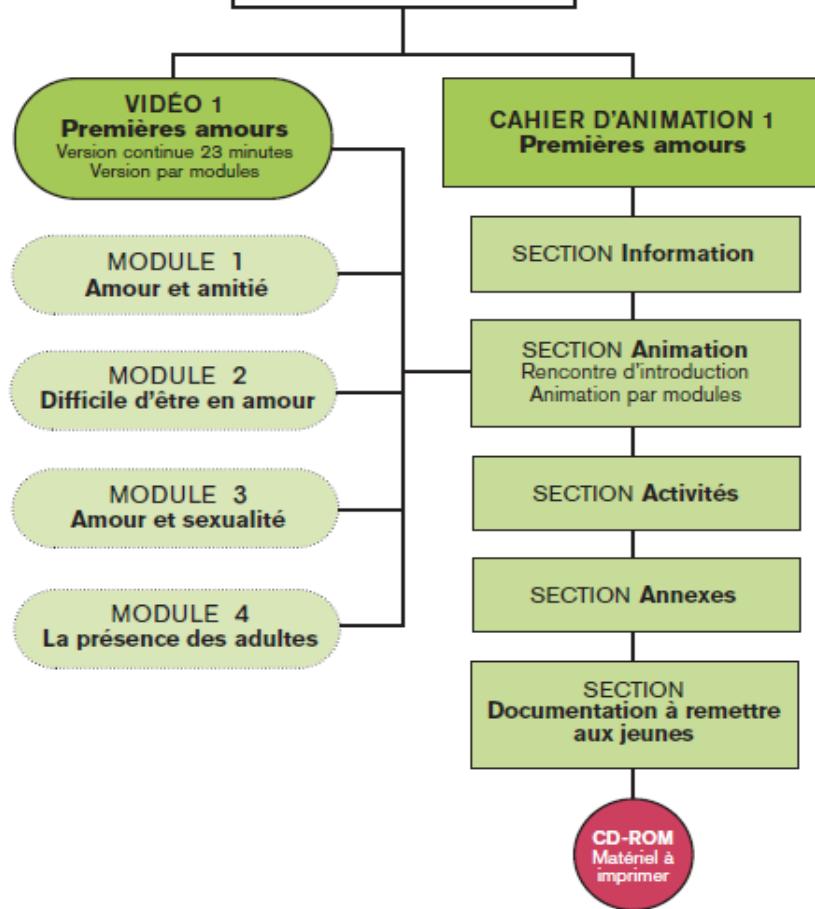 VIDÉO 1
Premières amours
Version continue 23 minutes
Version par modules
MODULE 1
Amour et amitié
MODULE 2
Difficile d'être en amour
MODULE 3
Amour et sexualité
MODULE 4
La présence des adultes
CAHIER D'ANIMATION 1
Premières amours
SECTION Information
SECTION Animation
Rencontre d'introduction
Animation par modules
SECTION Activités
SECTION Annexes
SECTION
Documentation à remettre
aux jeunes
CD-ROM
Matériel à
imprimer